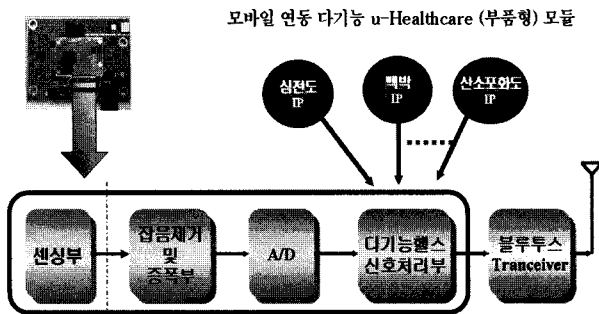 모바일 연동 다기능 u-Healthcare (부품형) 모듈
심전도
IP
맥박
IP
산소포화도
IP
센싱부
잡음제거
및
증폭부
A/D
다기능헬스
신호처리부
블루투스
Tranceiver